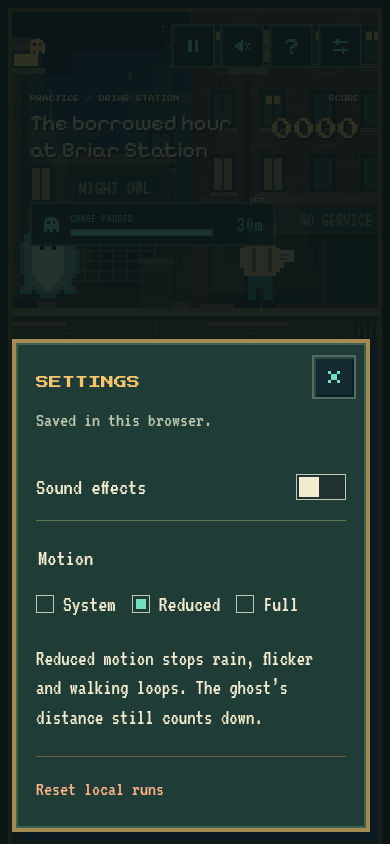 PRACTICE / BRIAR STATION
SCORE
The borrowed hour
at Briar Station
0000
NIGHT OWL
CHASE PAUSED
30m
NO SERVICE
SETTINGS
Saved in this browser.
Sound effects
Motion
System
Reduced
Full
Reduced motion stops rain, flicker
and walking loops. The ghost’s
distance still counts down.
Reset local runs